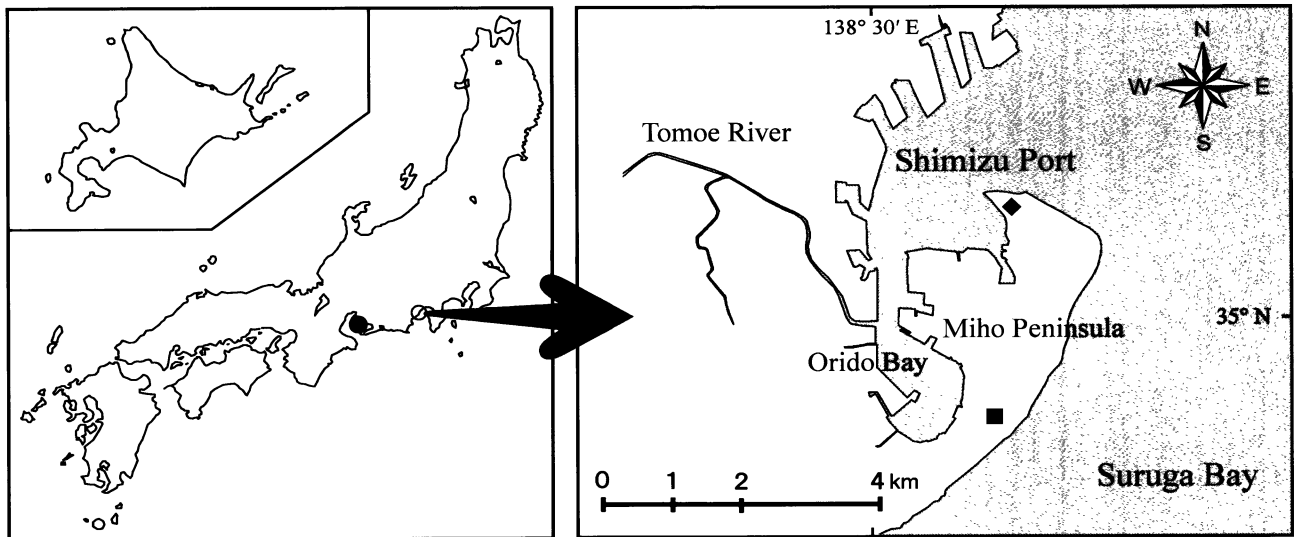 138° 30′ E
N
W
E
S
Tomoe River
Shimizu Port
35° N
Miho Peninsula
Orido Bay
Suruga Bay
0 1 2 4 km